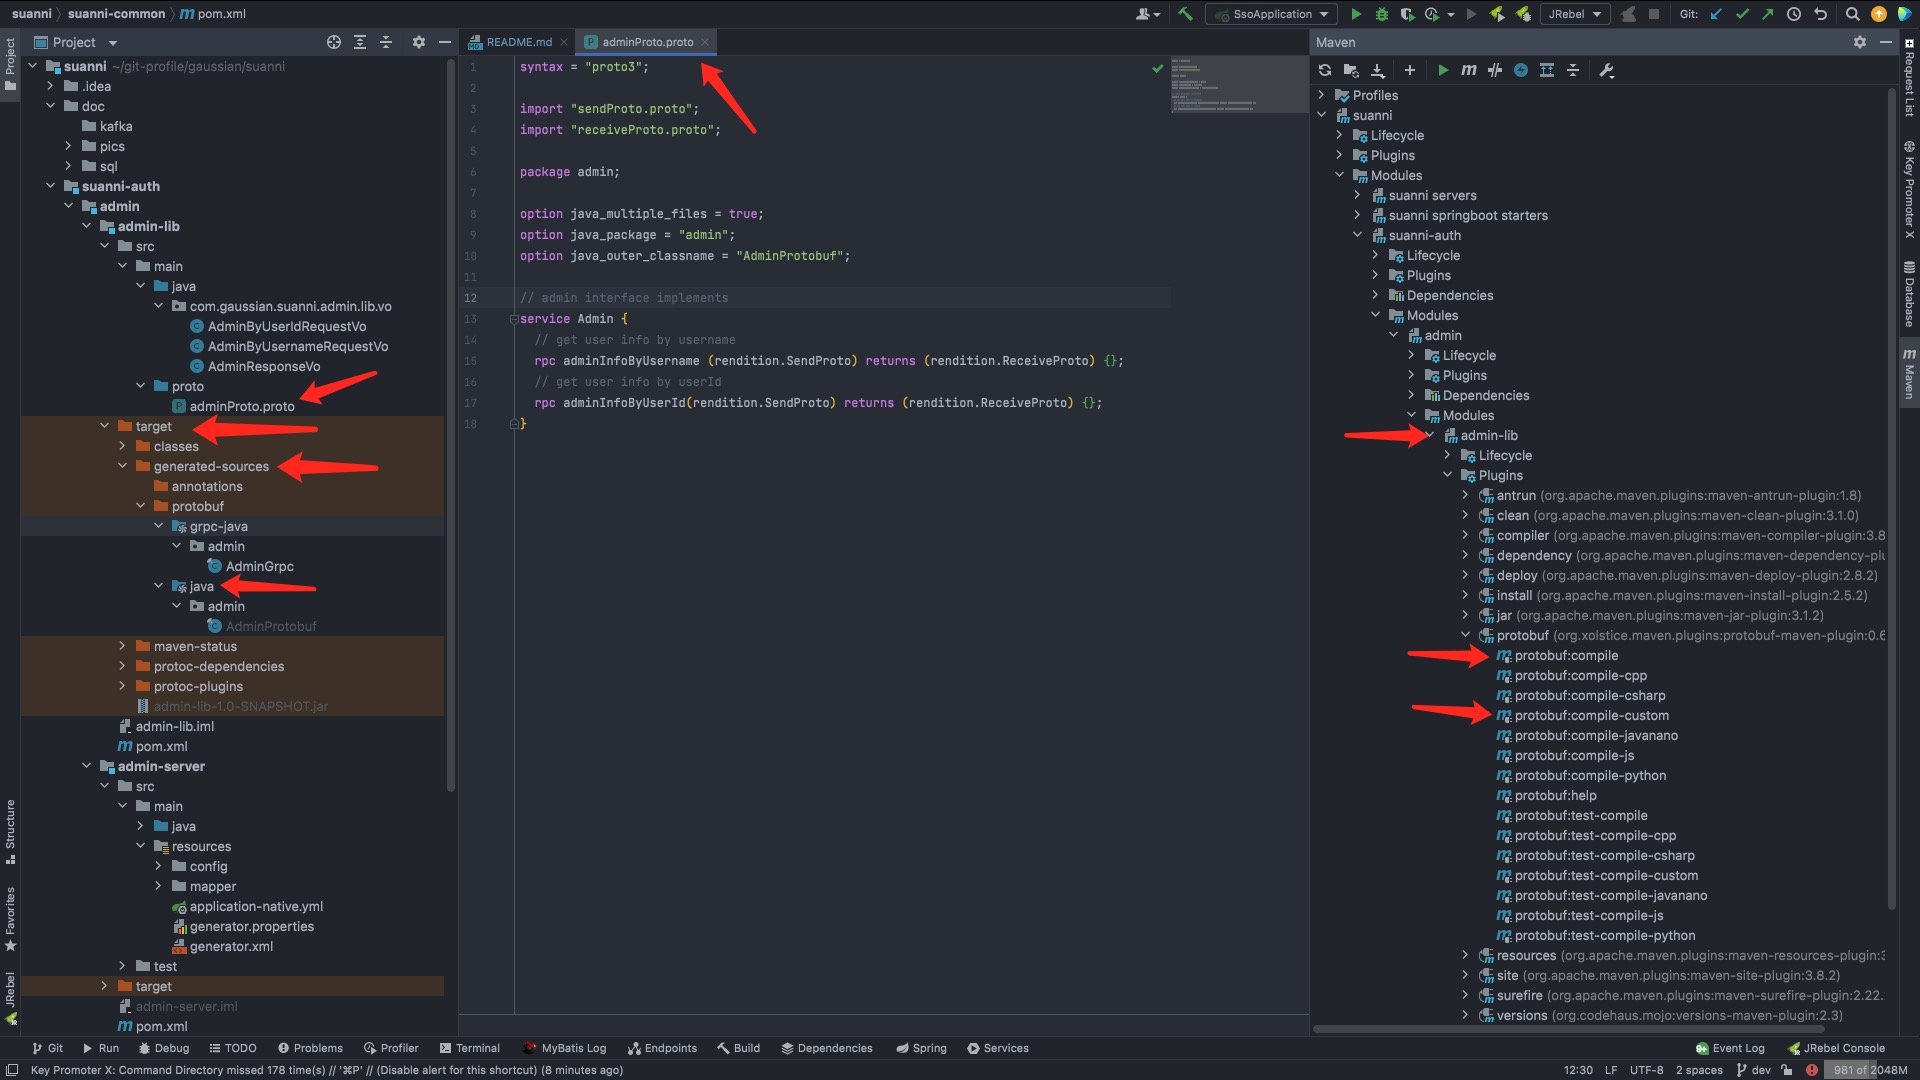 suanni suanni-common pom.xml
SsoApplication JRebel Git:
Project
README.md adminProto.proto
Maven
suanni ~/git-profile/gaussian/suanni
.idea
doc
kafka
pics
sql
suanni-auth
admin
admin-lib
src
main
java
com.gaussian.suanni.admin.lib.vo
AdminByUserIdRequestVo
AdminByUsernameRequestVo
AdminResponseVo
proto
adminProto.proto
target
classes
generated-sources
annotations
protobuf
grpc-java
admin
AdminGrpc
java
admin
AdminProtobuf
maven-status
protoc-dependencies
protoc-plugins
admin-lib-1.0-SNAPSHOT.jar
admin-lib.iml
pom.xml
admin-server
src
main
java
resources
config
mapper
application-native.yml
generator.properties
generator.xml
test
target
admin-server.iml
pom.xml
1 syntax = "proto3";
2
3 import "sendProto.proto";
4 import "receiveProto.proto";
5
6 package admin;
7
8 option java_multiple_files = true;
9 option java_package = "admin";
10 option java_outer_classname = "AdminProtobuf";
11
12 // admin interface implements
13 service Admin {
14 // get user info by username
15 rpc adminInfoByUsername (rendition.SendProto) returns (rendition.ReceiveProto) {};
16 // get user info by userId
17 rpc adminInfoByUserId(rendition.SendProto) returns (rendition.ReceiveProto) {};
18 }
Profiles
suanni
Lifecycle
Plugins
Modules
suanni servers
suanni springboot starters
suanni-auth
Lifecycle
Plugins
Dependencies
Modules
admin
Lifecycle
Plugins
Dependencies
Modules
admin-lib
Lifecycle
Plugins
antrun (org.apache.maven.plugins:maven-antrun-plugin:1.8)
clean (org.apache.maven.plugins:maven-clean-plugin:3.1.0)
compiler (org.apache.maven.plugins:maven-compiler-plugin:3.8
dependency (org.apache.maven.plugins:maven-dependency-plu
deploy (org.apache.maven.plugins:maven-deploy-plugin:2.8.2)
install (org.apache.maven.plugins:maven-install-plugin:2.5.2)
jar (org.apache.maven.plugins:maven-jar-plugin:3.1.2)
protobuf (org.xolstice.maven.plugins:protobuf-maven-plugin:0.6
protobuf:compile
protobuf:compile-cpp
protobuf:compile-csharp
protobuf:compile-custom
protobuf:compile-javanano
protobuf:compile-js
protobuf:compile-python
protobuf:help
protobuf:test-compile
protobuf:test-compile-cpp
protobuf:test-compile-csharp
protobuf:test-compile-custom
protobuf:test-compile-javanano
protobuf:test-compile-js
protobuf:test-compile-python
resources (org.apache.maven.plugins:maven-resources-plugin:3
site (org.apache.maven.plugins:maven-site-plugin:3.8.2)
surefire (org.apache.maven.plugins:maven-surefire-plugin:2.22.
versions (org.codehaus.mojo:versions-maven-plugin:2.3)
Project
Structure
Favorites
JRebel
Request List
Key Promoter X
Database
Maven
Git Run Debug TODO Problems Profiler Terminal MyBatis Log Endpoints Build Dependencies Spring Services Event Log JRebel Console
Key Promoter X: Command Directory missed 178 time(s) // '⌘P' // (Disable alert for this shortcut) (8 minutes ago) 12:30 LF UTF-8 2 spaces dev 981 of 2048M